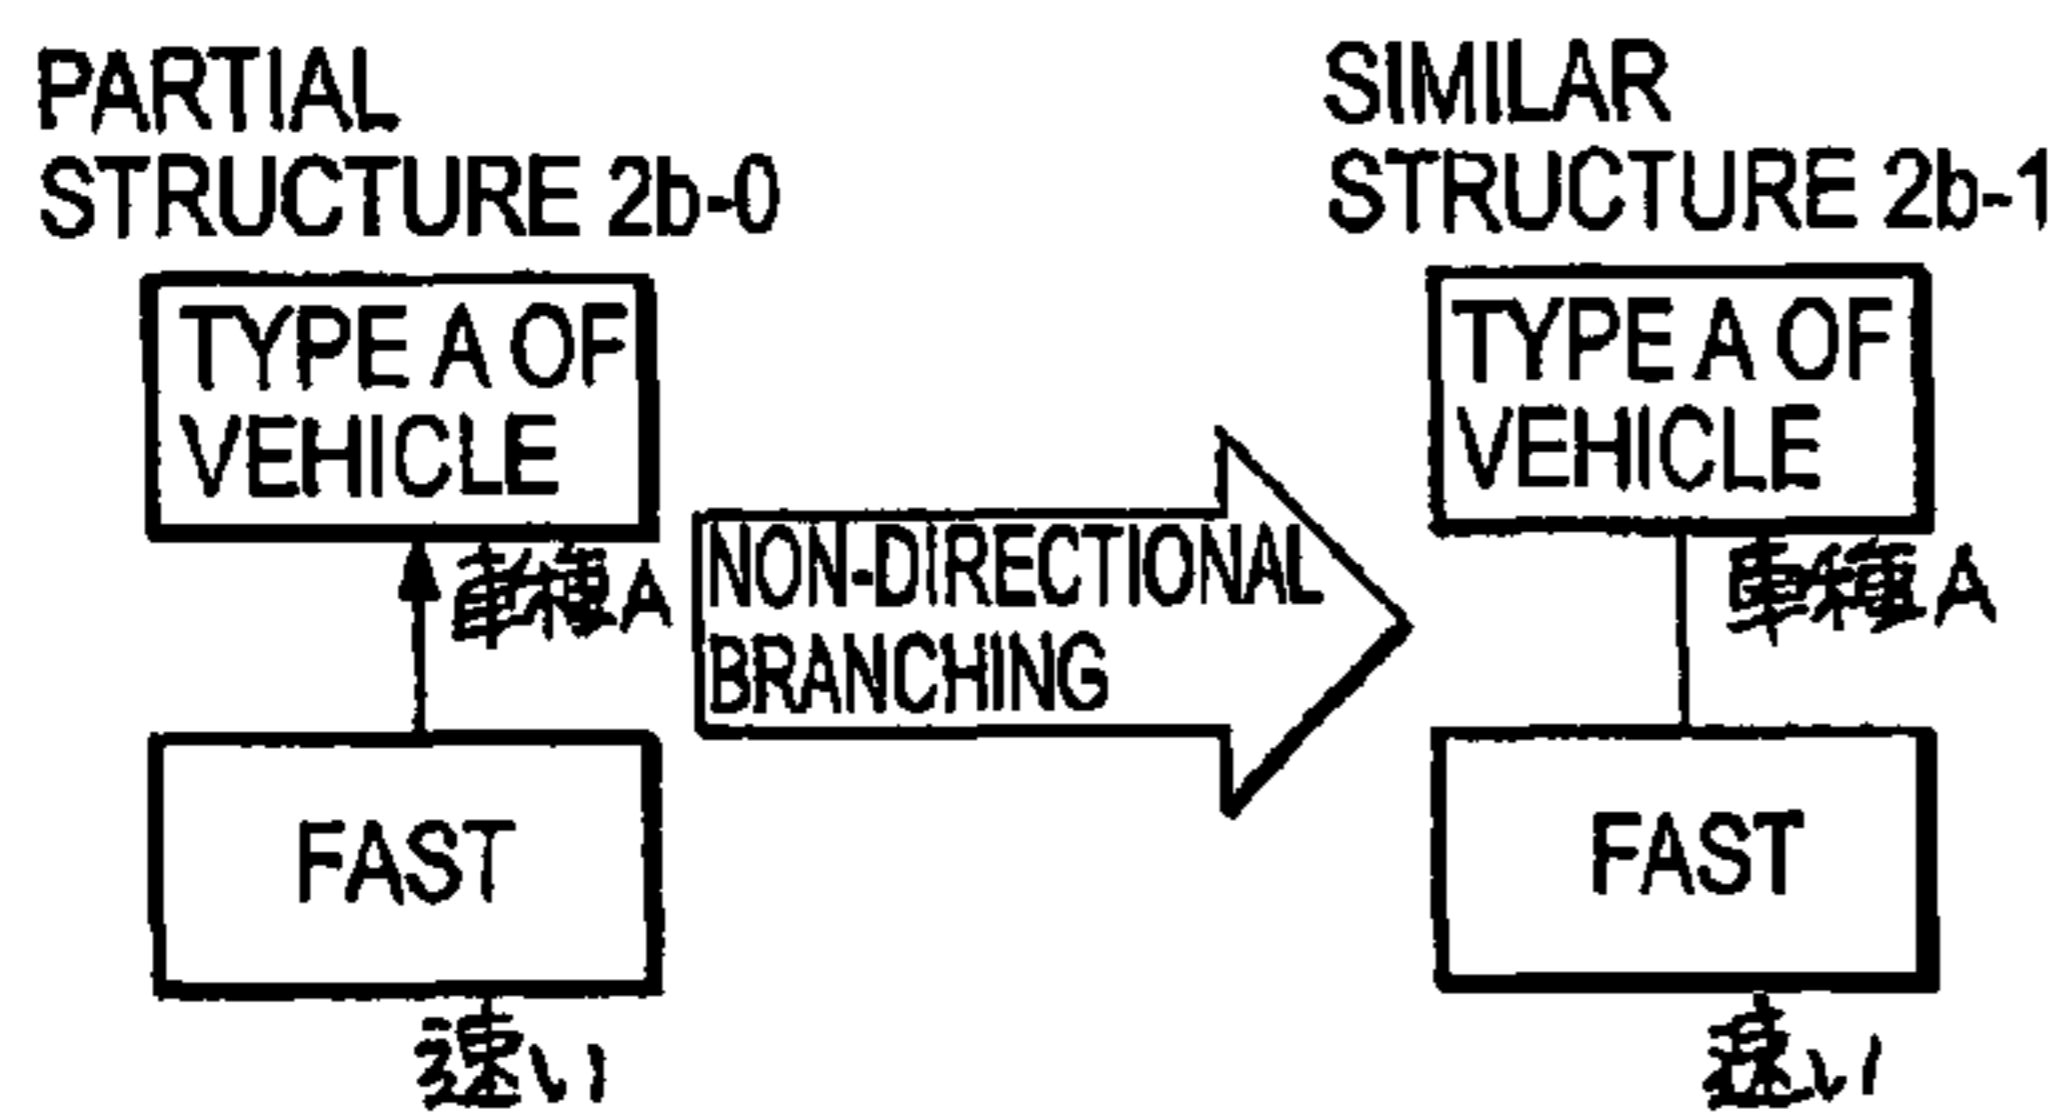 PARTIAL
STRUCTURE 2b-0
TYPE A OF
VEHICLE
車種A
FAST
速い
NON-DIRECTIONAL
BRANCHING
SIMILAR
STRUCTURE 2b-1
TYPE A OF
VEHICLE
車種A
FAST
速い